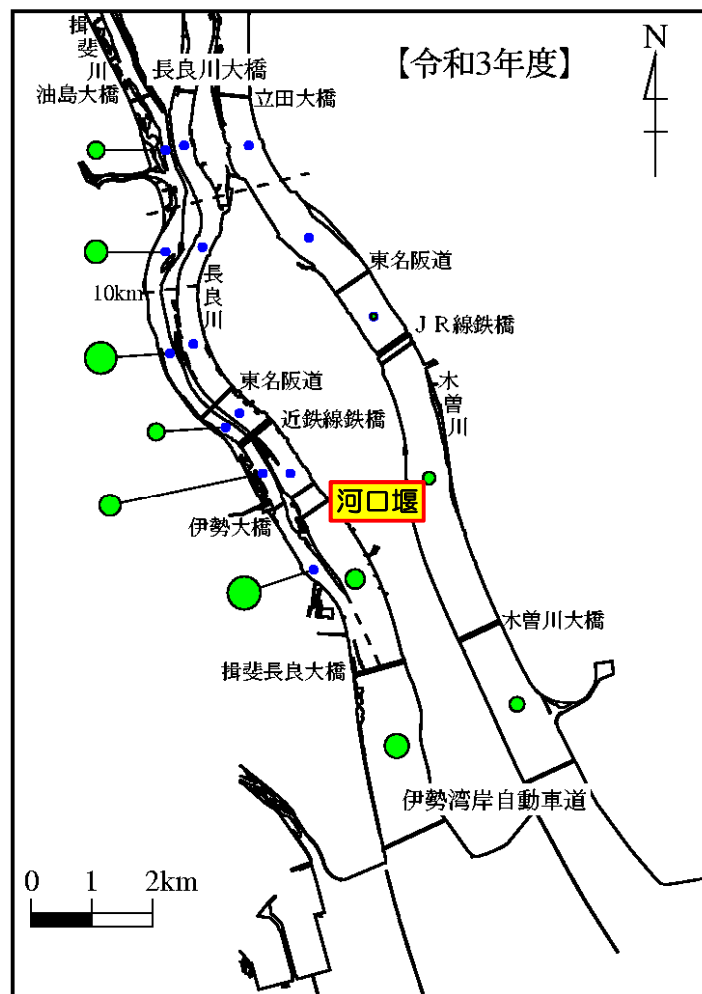 揖斐川
長良川大橋
【令和3年度】
N
油島大橋
立田大橋
東名阪道
10km
長良川
JR線鉄橋
木曽川
東名阪道
近鉄線鉄橋
河口堰
伊勢大橋
木曽川大橋
揖斐長良大橋
伊勢湾岸自動車道
0 1 2km